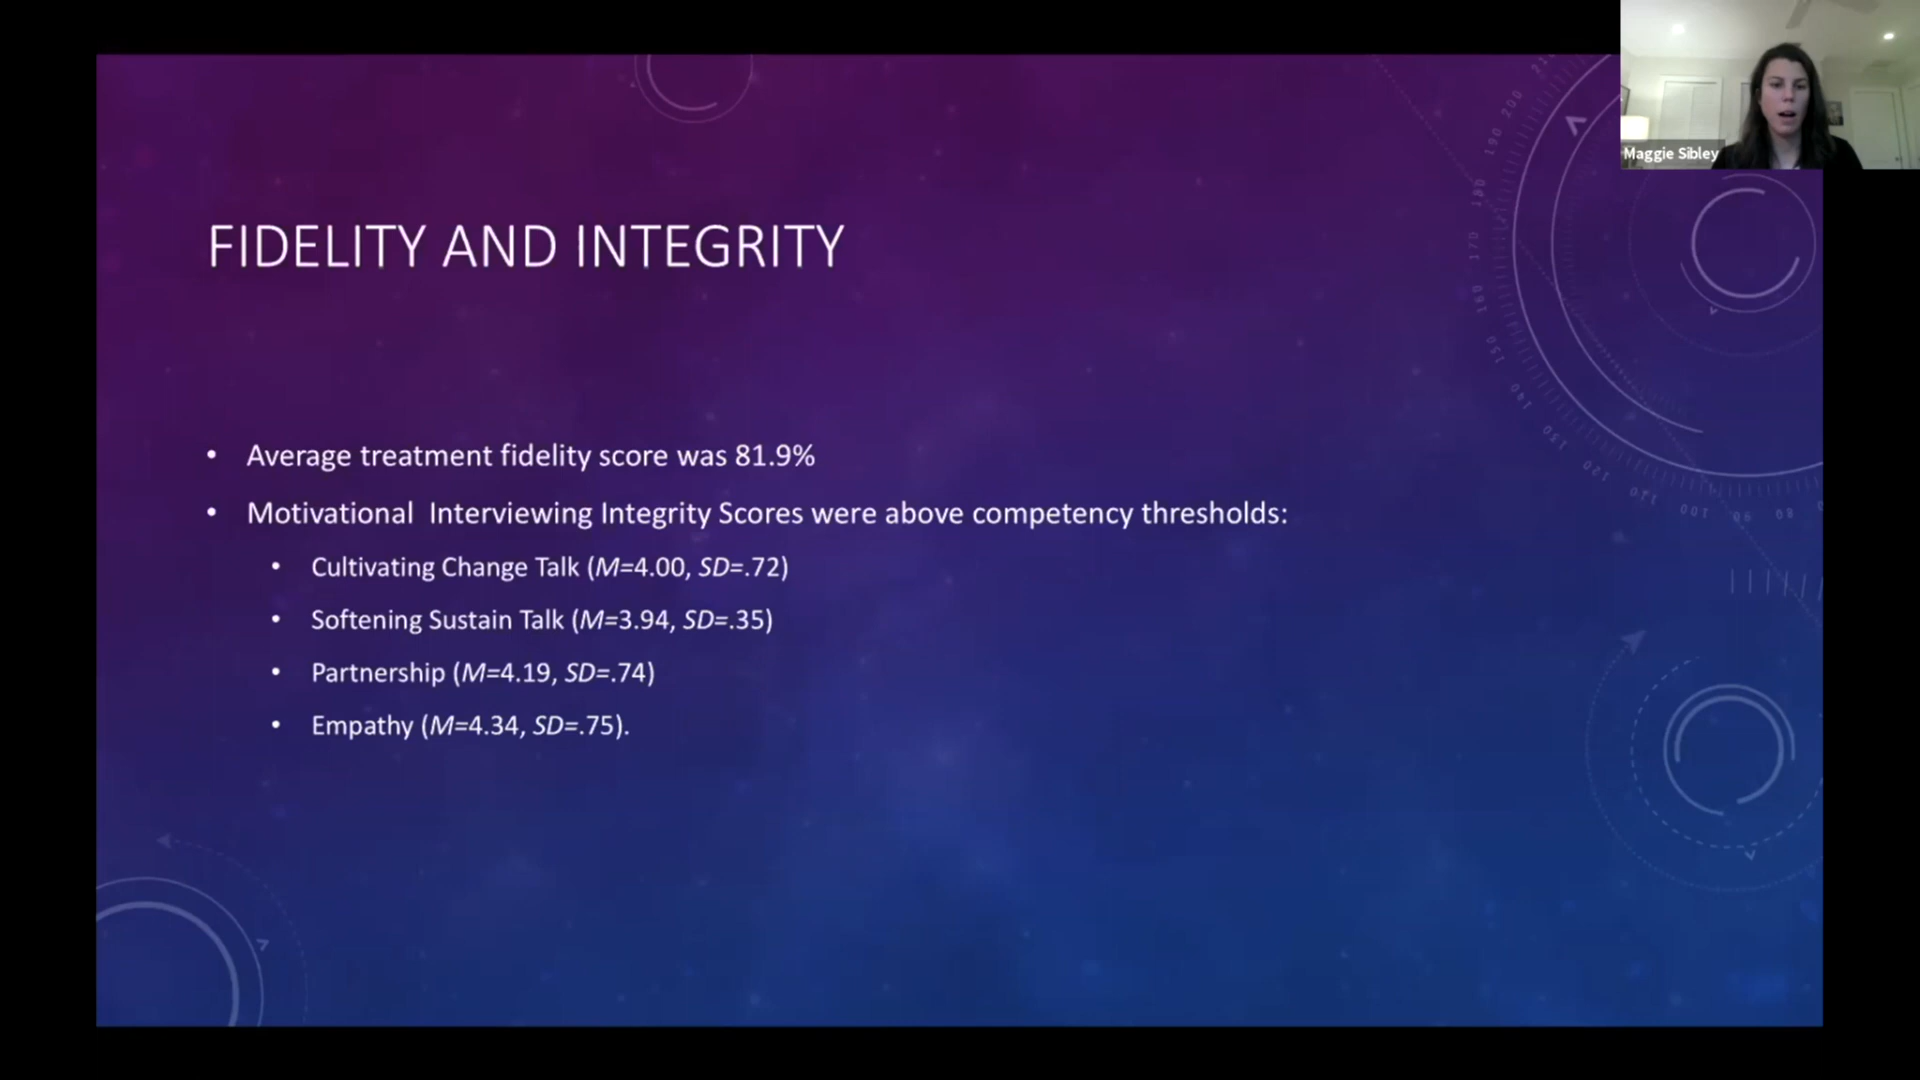 Maggie Sibley
FIDELITY AND INTEGRITY
• Average treatment fidelity score was 81.9%
• Motivational  Interviewing Integrity Scores were above competency thresholds:
• Cultivating Change Talk (M=4.00, SD=.72)
• Softening Sustain Talk (M=3.94, SD=.35)
• Partnership (M=4.19, SD=.74)
• Empathy (M=4.34, SD=.75).